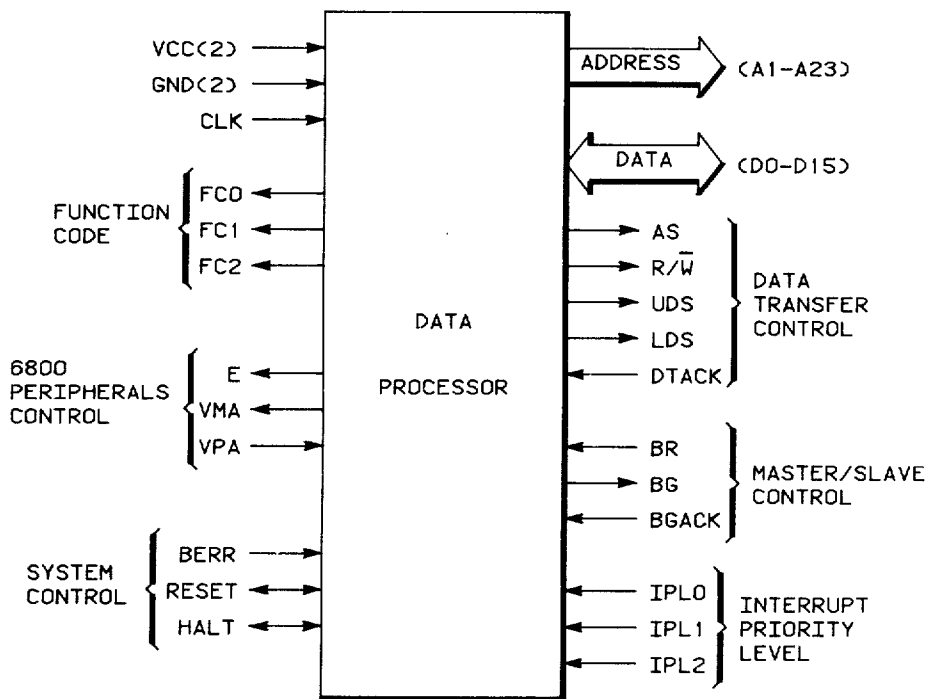 VCC(2)
GND(2)
CLK
FUNCTION
CODE
FC0
FC1
FC2
6800
PERIPHERALS
CONTROL
E
VMA
VPA
SYSTEM
CONTROL
BERR
RESET
HALT
DATA
PROCESSOR
ADDRESS
(A1-A23)
DATA
(D0-D15)
AS
R/W̅
UDS
LDS
DTACK
DATA
TRANSFER
CONTROL
BR
BG
BGACK
MASTER/SLAVE
CONTROL
IPL0
IPL1
IPL2
INTERRUPT
PRIORITY
LEVEL